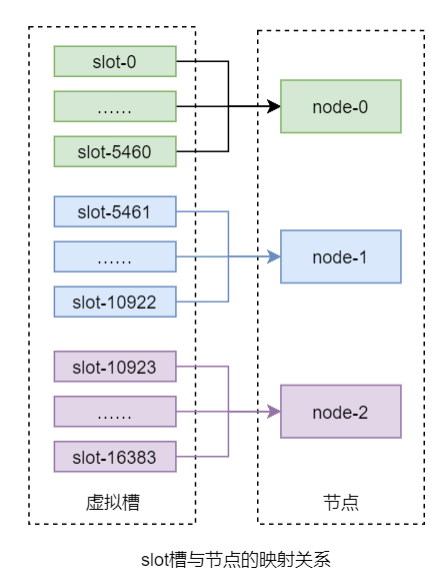 slot-0
……
slot-5460
node-0
slot-5461
……
slot-10922
node-1
slot-10923
……
slot-16383
node-2
虚拟槽
节点
slot槽与节点的映射关系